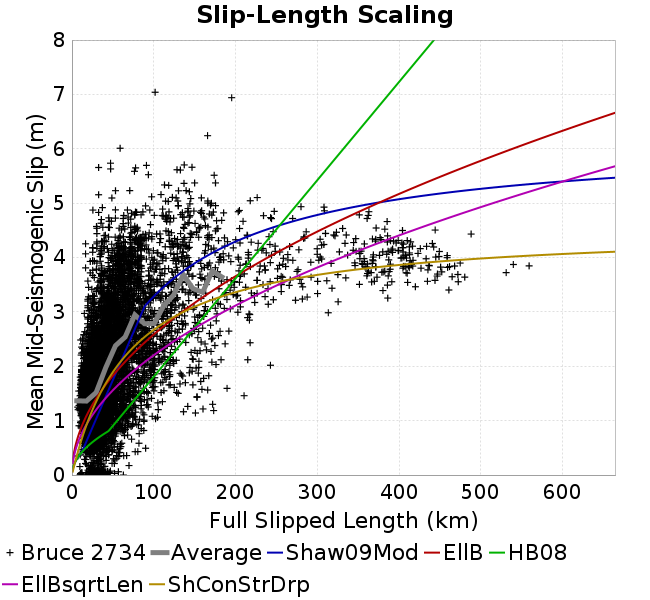 Slip-Length Scaling
Mean Mid-Seismogenic Slip (m)
8
7
6
5
4
3
2
1
0
0 100 200 300 400 500 600
Full Slipped Length (km)
Bruce 2734 Average Shaw09Mod EllB HB08
EllBsqrtLen ShConStrDrp